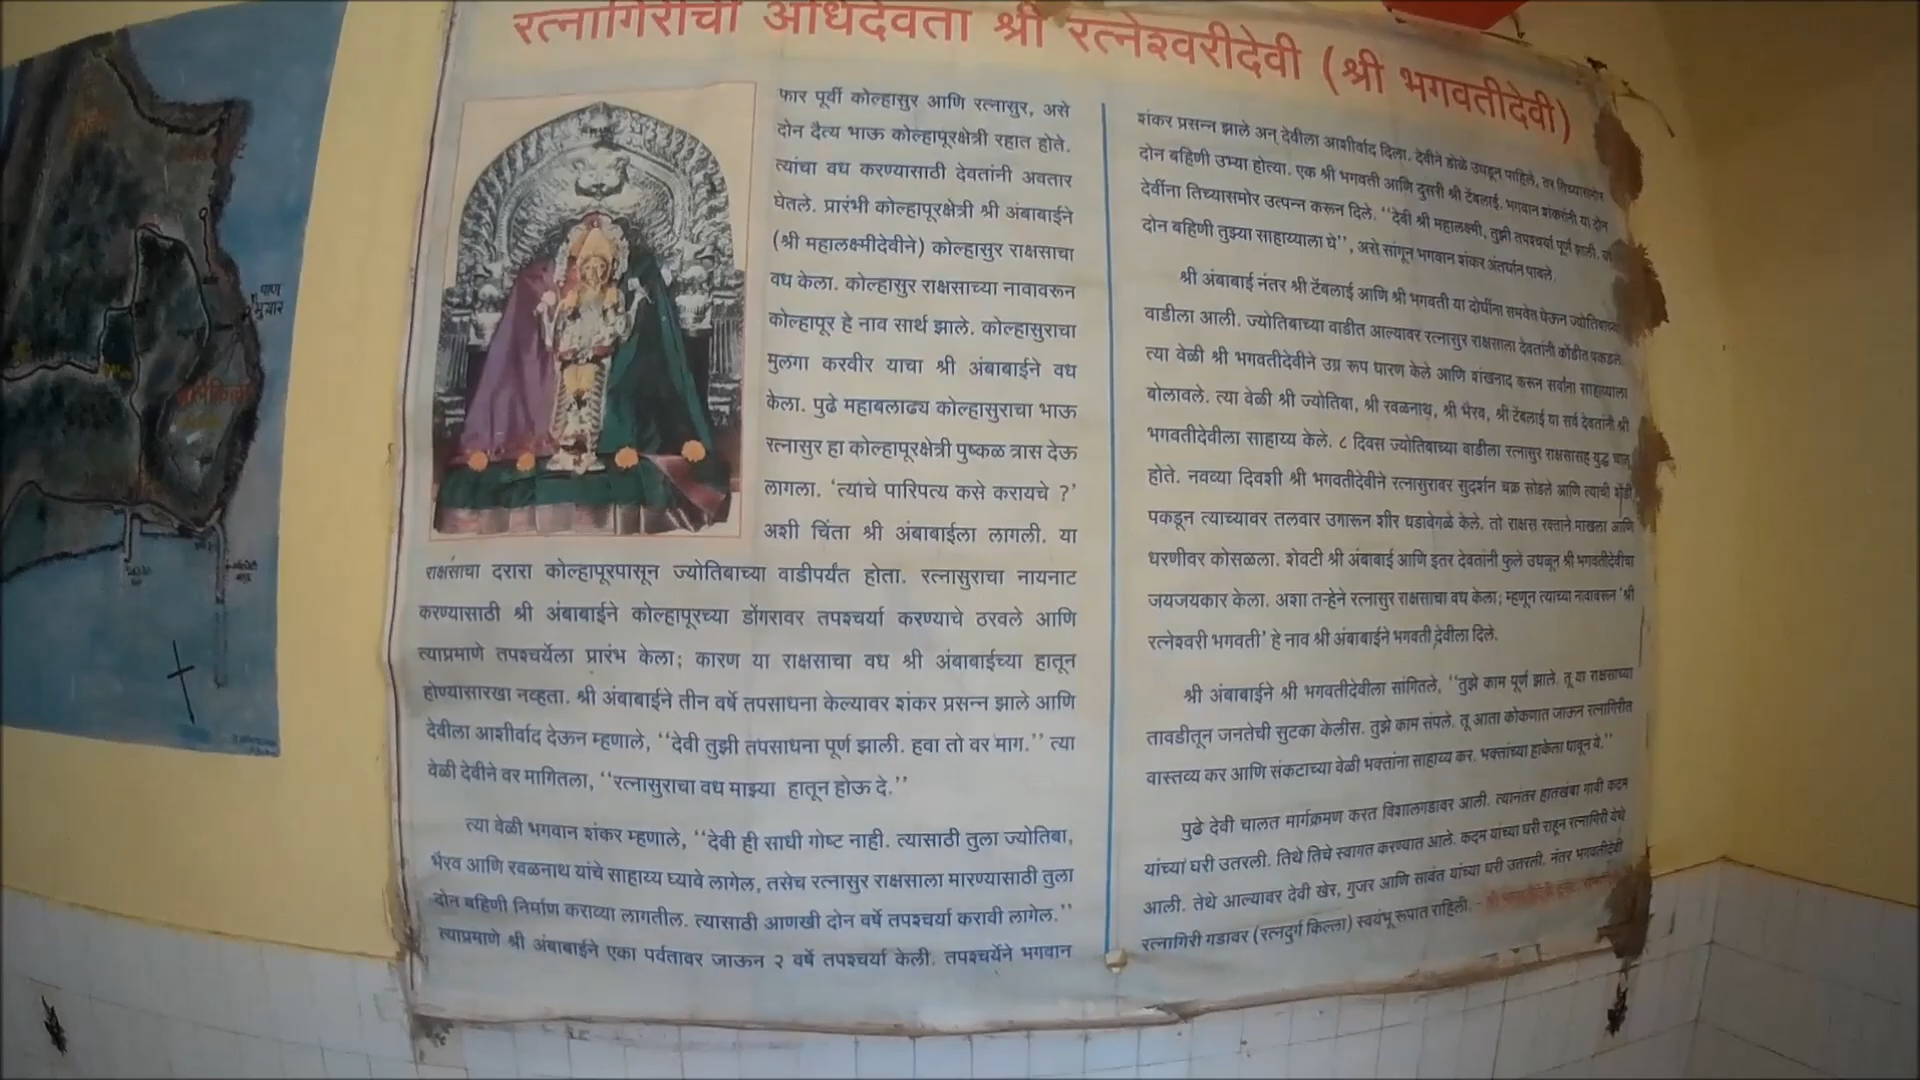 रत्नागिरीची अधिदेवता श्री रत्नेश्वरीदेवी (श्री भगवतीदेवी)
फार पूर्वी कोल्हासुर आणि रत्नासुर, असे
दोन दैत्य भाऊ कोल्हापूरक्षेत्री रहात होते.
त्यांचा वध करण्यासाठी देवतांनी अवतार
घेतले. प्रारंभी कोल्हापूरक्षेत्री श्री अंबाबाईने
(श्री महालक्ष्मीदेवीने) कोल्हासुर राक्षसाचा
वध केला. कोल्हासुर राक्षसाच्या नावावरून
कोल्हापूर हे नाव सार्थ झाले. कोल्हासुराचा
मुलगा करवीर याचा श्री अंबाबाईने वध
केला. पुढे महाबलाढ्य कोल्हासुराचा भाऊ
रत्नासुर हा कोल्हापूरक्षेत्री पुष्कळ त्रास देऊ
लागला. ‘त्याचे पारिपत्य कसे करायचे ?’
अशी चिंता श्री अंबाबाईला लागली. या
राक्षसाचा दरारा कोल्हापूरपासून ज्योतिबाच्या वाडीपर्यंत होता. रत्नासुराचा नायनाट
करण्यासाठी श्री अंबाबाईने कोल्हापूरच्या डोंगरावर तपश्चर्या करण्याचे ठरवले आणि
त्याप्रमाणे तपश्चर्येला प्रारंभ केला; कारण या राक्षसाचा वध श्री अंबाबाईच्या हातून
होण्यासारखा नव्हता. श्री अंबाबाईने तीन वर्षे तपसाधना केल्यावर शंकर प्रसन्न झाले आणि
देवीला आशीर्वाद देऊन म्हणाले, ‘‘देवी तुझी तपसाधना पूर्ण झाली. हवा तो वर माग.’’ त्या
वेळी देवीने वर मागितला, ‘‘रत्नासुराचा वध माझ्या हातून होऊ दे.’’
त्या वेळी भगवान शंकर म्हणाले, ‘‘देवी ही साधी गोष्ट नाही. त्यासाठी तुला ज्योतिबा,
भैरव आणि रवळनाथ यांचे साहाय्य घ्यावे लागेल, तसेच रत्नासुर राक्षसाला मारण्यासाठी तुला
दोन बहिणी निर्माण कराव्या लागतील. त्यासाठी आणखी दोन वर्षे तपश्चर्या करावी लागेल.’’
त्याप्रमाणे श्री अंबाबाईने एका पर्वतावर जाऊन २ वर्षे तपश्चर्या केली. तपश्चर्येने भगवान
शंकर प्रसन्न झाले अन् देवीला आशीर्वाद दिला. देवीने डोळे उघडून पाहिले, तर तिच्यासमोर
दोन बहिणी उभ्या होत्या. एक श्री भगवती आणि दुसरी श्री टेंबलाई. भगवान शंकरांनी या दोन
देवींना तिच्यासमोर उत्पन्न करून दिले. ‘‘देवी श्री महालक्ष्मी, तुझी तपश्चर्या पूर्ण झाली.
दोन बहिणी तुझ्या साहाय्याला घे’’, असे सांगून भगवान शंकर अंतर्धान पावले.
श्री अंबाबाई नंतर श्री टेंबलाई आणि श्री भगवती या दोघींना समवेत घेऊन ज्योतिबाच्या
वाडीला आली. ज्योतिबाच्या वाडीत आल्यावर रत्नासुर राक्षसाला देवतांनी कोंडीत पकडले.
त्या वेळी श्री भगवतीदेवीने उग्र रूप धारण केले आणि शंखनाद करून सर्वांना साहाय्याला
बोलावले. त्या वेळी श्री ज्योतिबा, श्री रवळनाथ, श्री भैरव, श्री टेंबलाई या सर्व देवतांनी श्री
भगवतीदेवीला साहाय्य केले. ८ दिवस ज्योतिबाच्या वाडीला रत्नासुर राक्षसासह युद्ध चालू
होते. नवव्या दिवशी श्री भगवतीदेवीने रत्नासुरावर सुदर्शन चक्र सोडले आणि त्याची शेंडी
पकडून त्याच्यावर तलवार उगारून शीर धडावेगळे केले. तो राक्षस रक्ताने माखला आणि
धरणीवर कोसळला. शेवटी श्री अंबाबाई आणि इतर देवतांनी फुले उधळून श्री भगवतीदेवीचा
जयजयकार केला. अशा तऱ्हेने रत्नासुर राक्षसाचा वध केला; म्हणून त्याच्या नावावरून ‘श्री
रत्नेश्वरी भगवती’ हे नाव श्री अंबाबाईने भगवती देवीला दिले.
श्री अंबाबाईने श्री भगवतीदेवीला सांगितले, ‘‘तुझे काम पूर्ण झाले. तू या राक्षसाच्या
तावडीतून जनतेची सुटका केलीस. तुझे काम संपले. तू आता कोकणात जाऊन रत्नागिरीत
वास्तव्य कर आणि संकटाच्या वेळी भक्तांना साहाय्य कर. भक्तांच्या हाकेला धावून ये.’’
पुढे देवी चालत मार्गक्रमण करत विशालगडावर आली. त्यानंतर हातखंबा गावी कदम
यांच्या घरी उतरली. तिथे तिचे स्वागत करण्यात आले. कदम यांच्या घरी राहून रत्नागिरी येथे
आली. तेथे आल्यावर देवी खेर, गुजर आणि सावंत यांच्या घरी उतरली. नंतर भगवतीदेवी
रत्नागिरी गडावर (रत्नदुर्ग किल्ला) स्वयंभू रूपात राहिली.